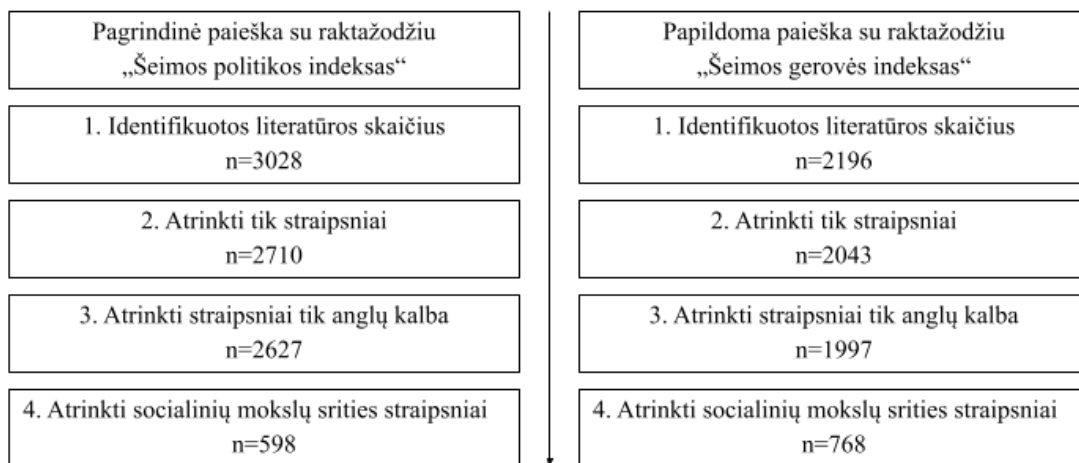 Pagrindinė paieška su raktažodžiu
„Šeimos politikos indeksas“
1. Identifikuotos literatūros skaičius
n=3028
2. Atrinkti tik straipsniai
n=2710
3. Atrinkti straipsniai tik anglų kalba
n=2627
4. Atrinkti socialinių mokslų srities straipsniai
n=598
Papildoma paieška su raktažodžiu
„Šeimos gerovės indeksas“
1. Identifikuotos literatūros skaičius
n=2196
2. Atrinkti tik straipsniai
n=2043
3. Atrinkti straipsniai tik anglų kalba
n=1997
4. Atrinkti socialinių mokslų srities straipsniai
n=768